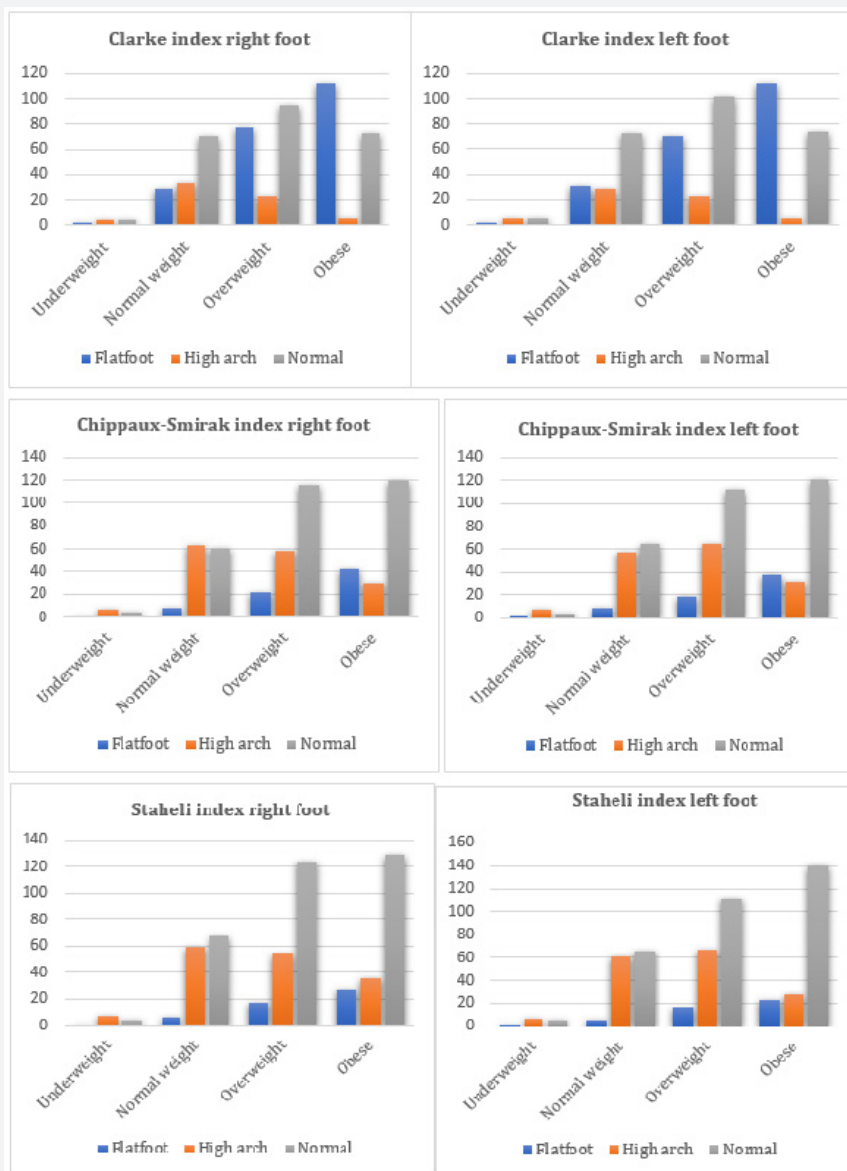 Clarke index right foot
120
100
80
60
40
20
0
Underweight
Normal weight
Overweight
Obese
Flatfoot High arch Normal
Clarke index left foot
120
100
80
60
40
20
0
Underweight
Normal weight
Overweight
Obese
Flatfoot High arch Normal
Chippaux-Smirak index right foot
140
120
100
80
60
40
20
0
Underweight
Normal weight
Overweight
Obese
Flatfoot High arch Normal
Chippaux-Smirak index left foot
140
120
100
80
60
40
20
0
Underweight
Normal weight
Overweight
Obese
Flatfoot High arch Normal
Staheli index right foot
140
120
100
80
60
40
20
0
Underweight
Normal weight
Overweight
Obese
Flatfoot High arch Normal
Staheli index left foot
160
140
120
100
80
60
40
20
0
Underweight
Normal weight
Overweight
Obese
Flatfoot High arch Normal